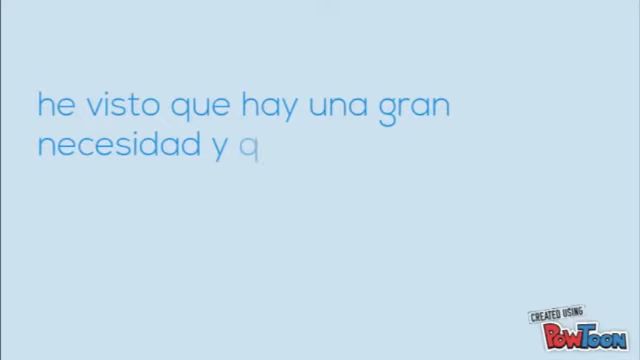 he visto que hay una gran
necesidad y q
CREATED USING
POWTOON